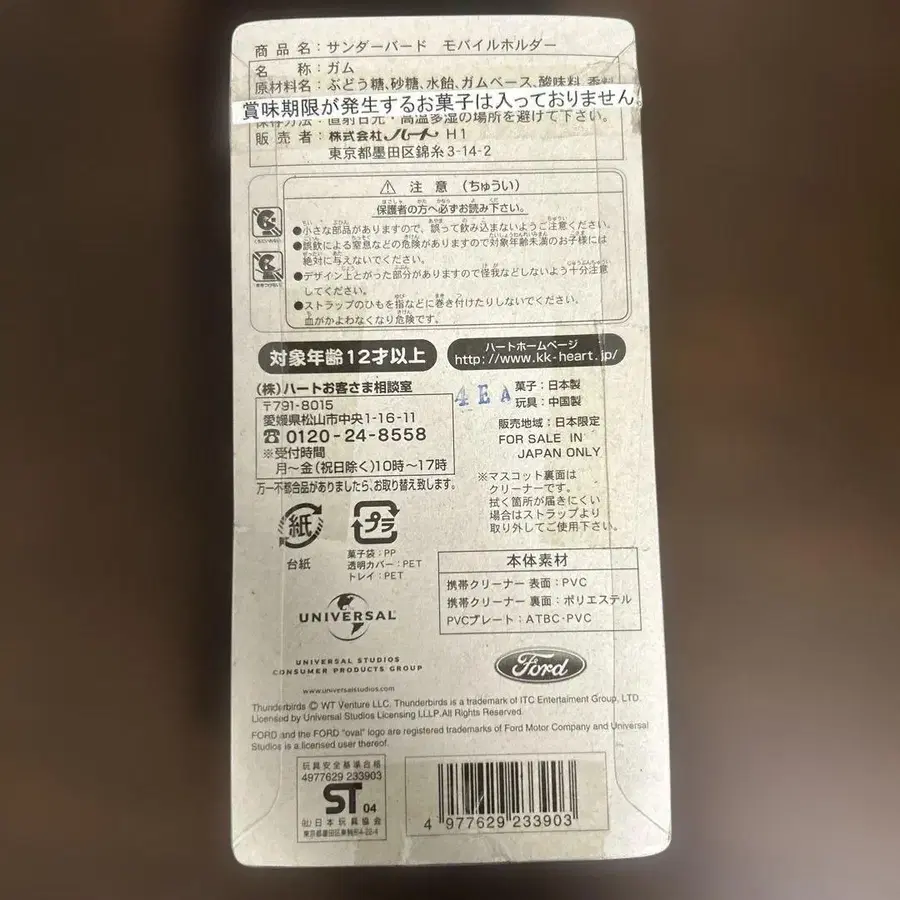 商品名：サンダーバード モバイルホルダー
名称：ガム
原材料名：ぶどう糖、砂糖、水飴、ガムベース、酸味料、香料
賞味期限が発生するお菓子は入っておりません。
保存方法：直射日光・高温多湿の場所を避けて下さい。
販売者：株式会社ハート H1
東京都墨田区錦糸3-14-2
⚠ 注意（ちゅうい）
保護者の方へ必ずお読み下さい。
●小さな部品がありますので、誤って飲み込まないようご注意ください。
●誤飲による窒息などの危険がありますので対象年齢未満のお子様には
絶対に与えないでください。
●デザイン上とがった部分がありますので怪我などしないよう十分注意
してください。
●ストラップのひもを指などに巻き付けたりしないでください。
血がかよわなくなり危険です。
対象年齢12才以上
ハートホームページ
http://www.kk-heart.jp/
(株)ハートお客さま相談室
〒791-8015
愛媛県松山市中央1-16-11
☎ 0120-24-8558
※受付時間
月〜金(祝日除く)10時〜17時
万一不都合品がありましたら、お取り替え致します。
4EA
菓子：日本製
玩具：中国製
販売地域：日本限定
FOR SALE IN
JAPAN ONLY
※マスコット裏面は
クリーナーです。
拭く箇所が届きにくい
場合はストラップより
取り外してご使用下さい。
紙
台紙
プラ
菓子袋：PP
透明カバー：PET
トレイ：PET
本体素材
携帯クリーナー 表面：PVC
携帯クリーナー 裏面：ポリエステル
PVCプレート：ATBC・PVC
UNIVERSAL
UNIVERSAL STUDIOS
CONSUMER PRODUCTS GROUP
www.universalstudios.com
Ford
Thunderbirds © WT Venture LLC. Thunderbirds is a trademark of ITC Entertaiment Group, LTD.
Licensed by Universal Studios Licensing LLLP.All Rights Reserved.
FORD and the FORD "oval" logo are registered trademarks of Ford Motor Company and Universal
Studios is a licensed user thereof.
玩具安全基準合格
4977629 233903
ST 04
(社)日本玩具協会
東京都墨田区東駒形4-22-4
4 977629 233903